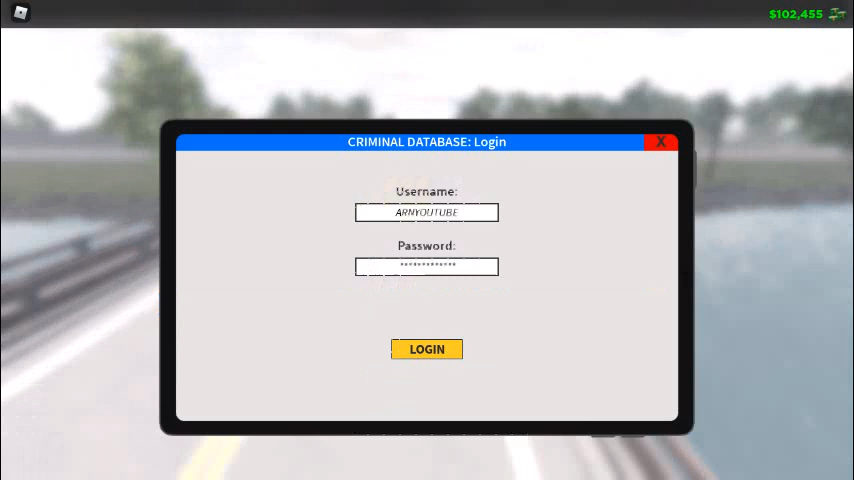 $102,455
CRIMINAL DATABASE: Login
X
Username:
ARNYOUTUBE
Password:
*************
LOGIN